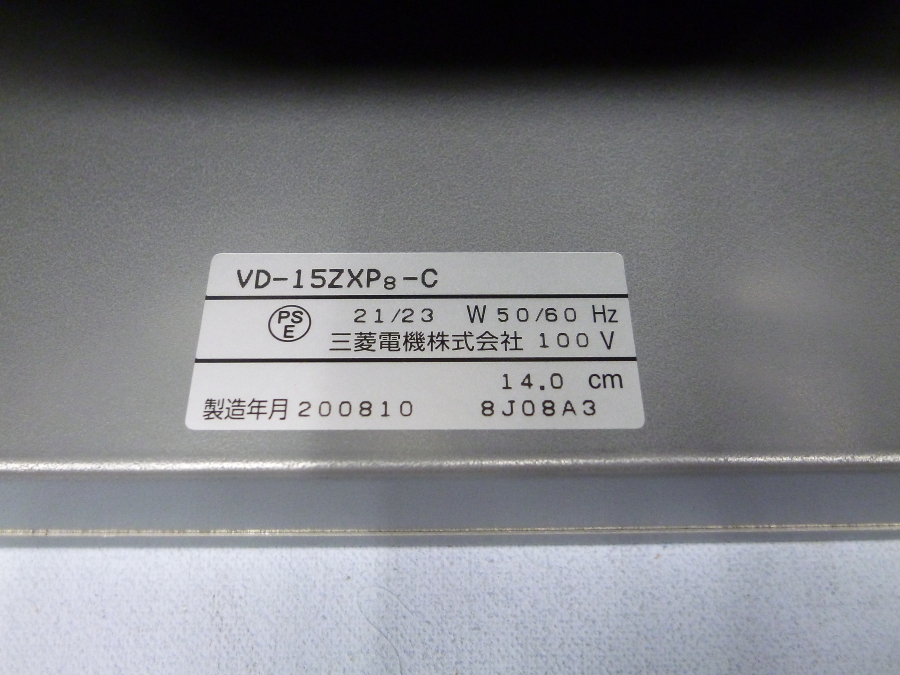 VD-15ZXP₈-C
PS E 21/23 W 50/60 Hz
三菱電機株式会社 100 V
14.0 cm
製造年月 200810 8J08A3